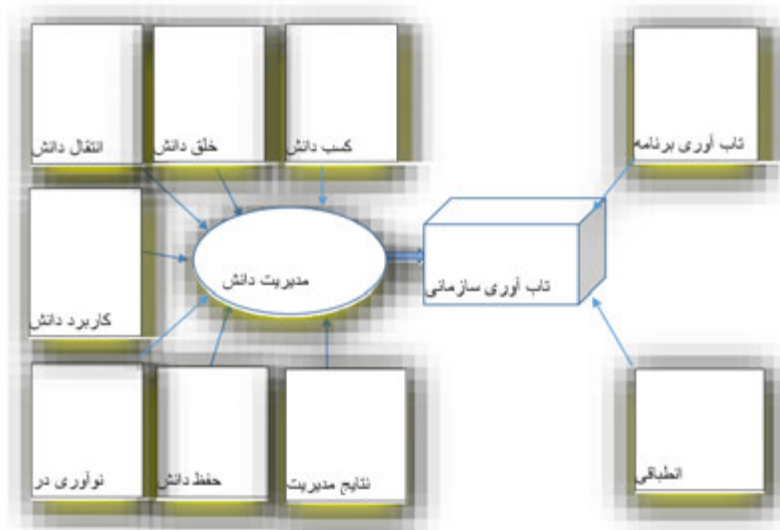 کسب دانش
خلق دانش
انتقال دانش
تاب آوری برنامه
مدیریت دانش
تاب آوری سازمانی
کاربرد دانش
نتایج مدیریت
حفظ دانش
نوآوری در
انطباقی